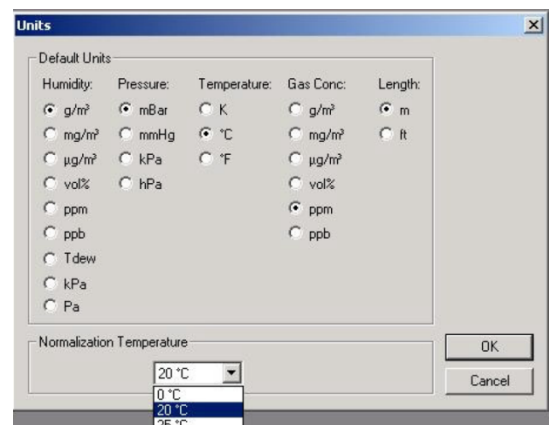 Units
Default Units
Humidity: Pressure: Temperature: Gas Conc: Length:
g/m³ mBar K g/m³ m
mg/m³ mmHg °C mg/m³ ft
µg/m³ kPa °F µg/m³
vol% hPa vol%
ppm ppm
ppb ppb
Tdew
kPa
Pa
Normalization Temperature
OK
20 °C
Cancel
0 °C
20 °C
25 °C